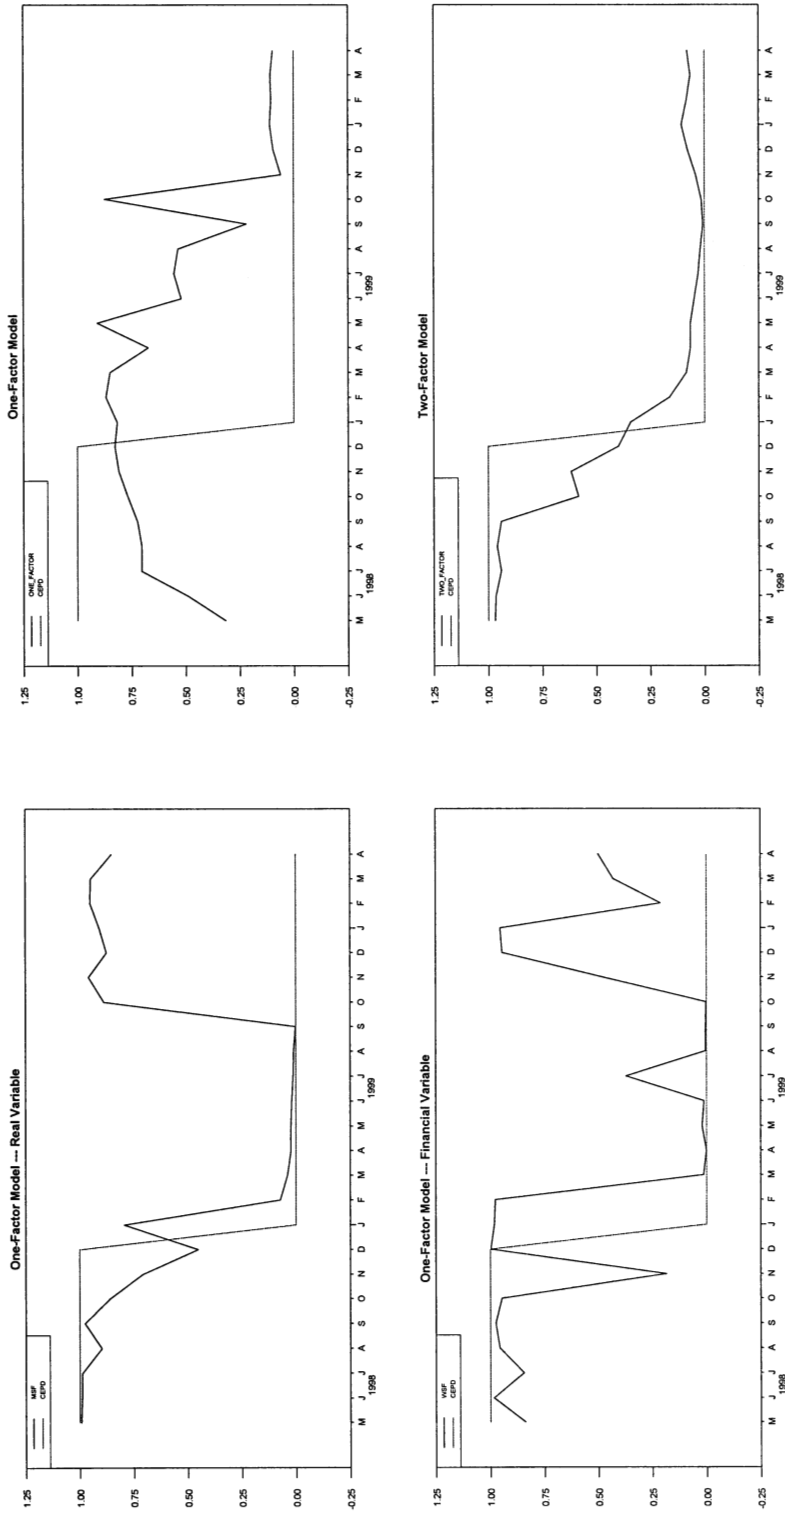 One-Factor Model --- Real Variable
MSF
CEPD
1.25
1.00
0.75
0.50
0.25
0.00
-0.25
M J J A S O N D J F M A M J J A S O N D J F M A
1998 1999
One-Factor Model
ONE_FACTOR
CEPD
1.25
1.00
0.75
0.50
0.25
0.00
-0.25
M J J A S O N D J F M A M J J A S O N D J F M A
1998 1999
One-Factor Model --- Financial Variable
WSF
CEPD
1.25
1.00
0.75
0.50
0.25
0.00
-0.25
M J J A S O N D J F M A M J J A S O N D J F M A
1998 1999
Two-Factor Model
TWO_FACTOR
CEPD
1.25
1.00
0.75
0.50
0.25
0.00
-0.25
M J J A S O N D J F M A M J J A S O N D J F M A
1998 1999